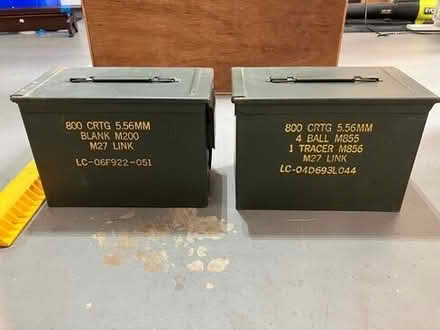 800 CRTG 5.56MM
BLANK M200
M27 LINK
LC-06F922-051
800 CRTG 5.56MM
4 BALL M855
1 TRACER M856
M27 LINK
LC-04D693L044
RYOBI